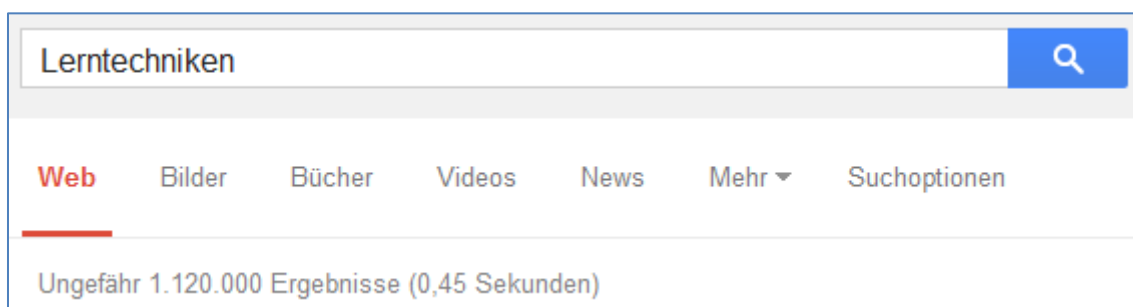 Lerntechniken
Web Bilder Bücher Videos News Mehr Suchoptionen
Ungefähr 1.120.000 Ergebnisse (0,45 Sekunden)